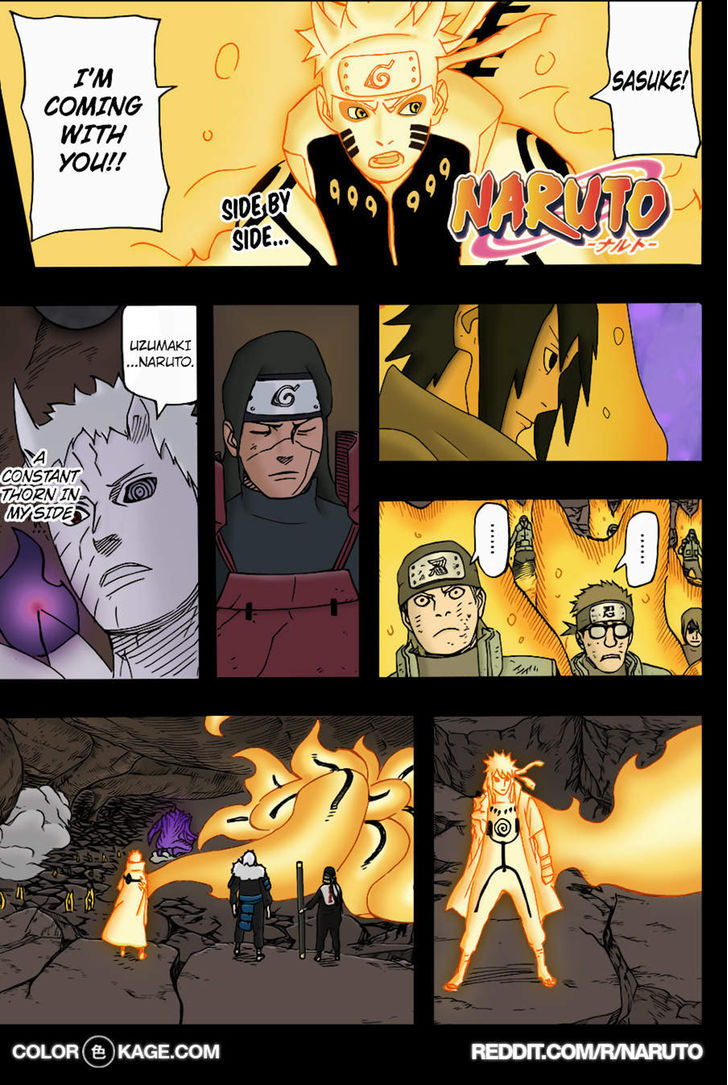 SASUKE!
I'M
COMING
WITH
YOU!!
SIDE BY
SIDE...
NARUTO
-ナルト-
UZUMAKI
...NARUTO.
A
CONSTANT
THORN IN
MY SIDE
......
......
忍
COLOR 色 KAGE.COM
REDDIT.COM/R/NARUTO